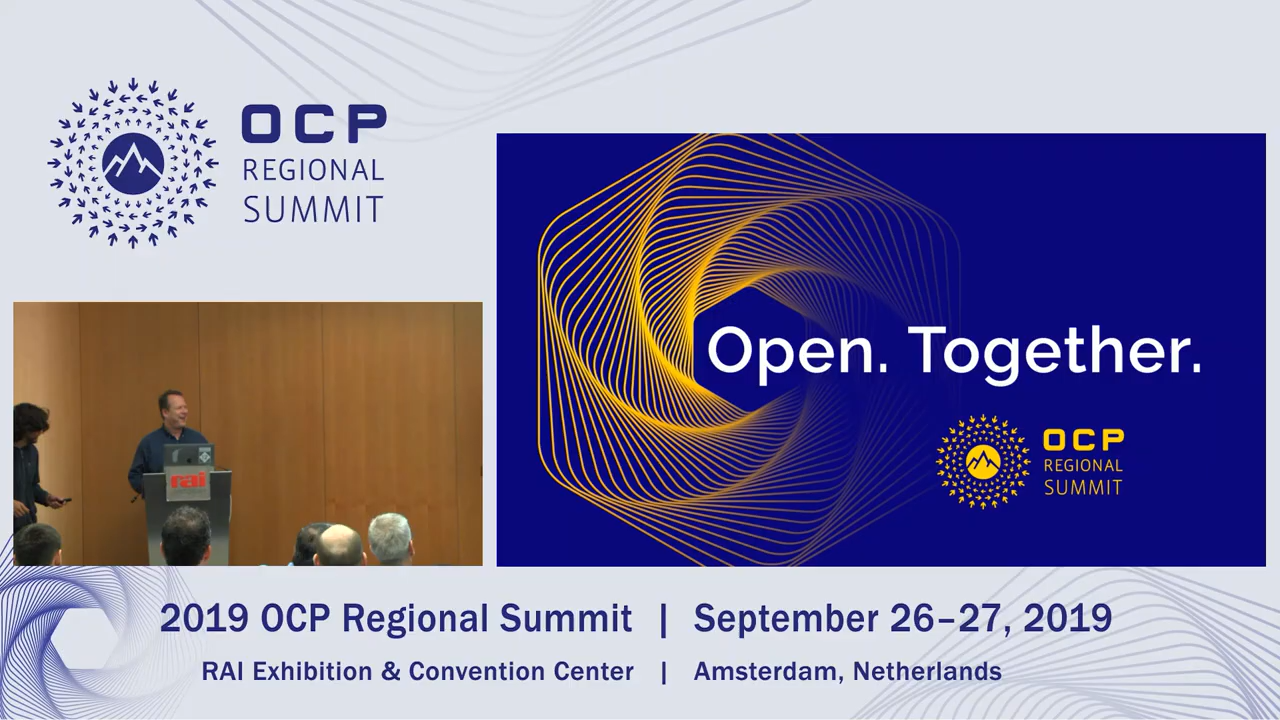 OCP
REGIONAL
SUMMIT
Open. Together.
OCP
REGIONAL
SUMMIT
rai
2019 OCP Regional Summit | September 26–27, 2019
RAI Exhibition & Convention Center | Amsterdam, Netherlands